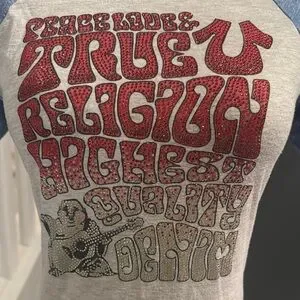 PEACE LOVE &
TRUE
RELIGION
HIGHEST
QUALITY
DENIM